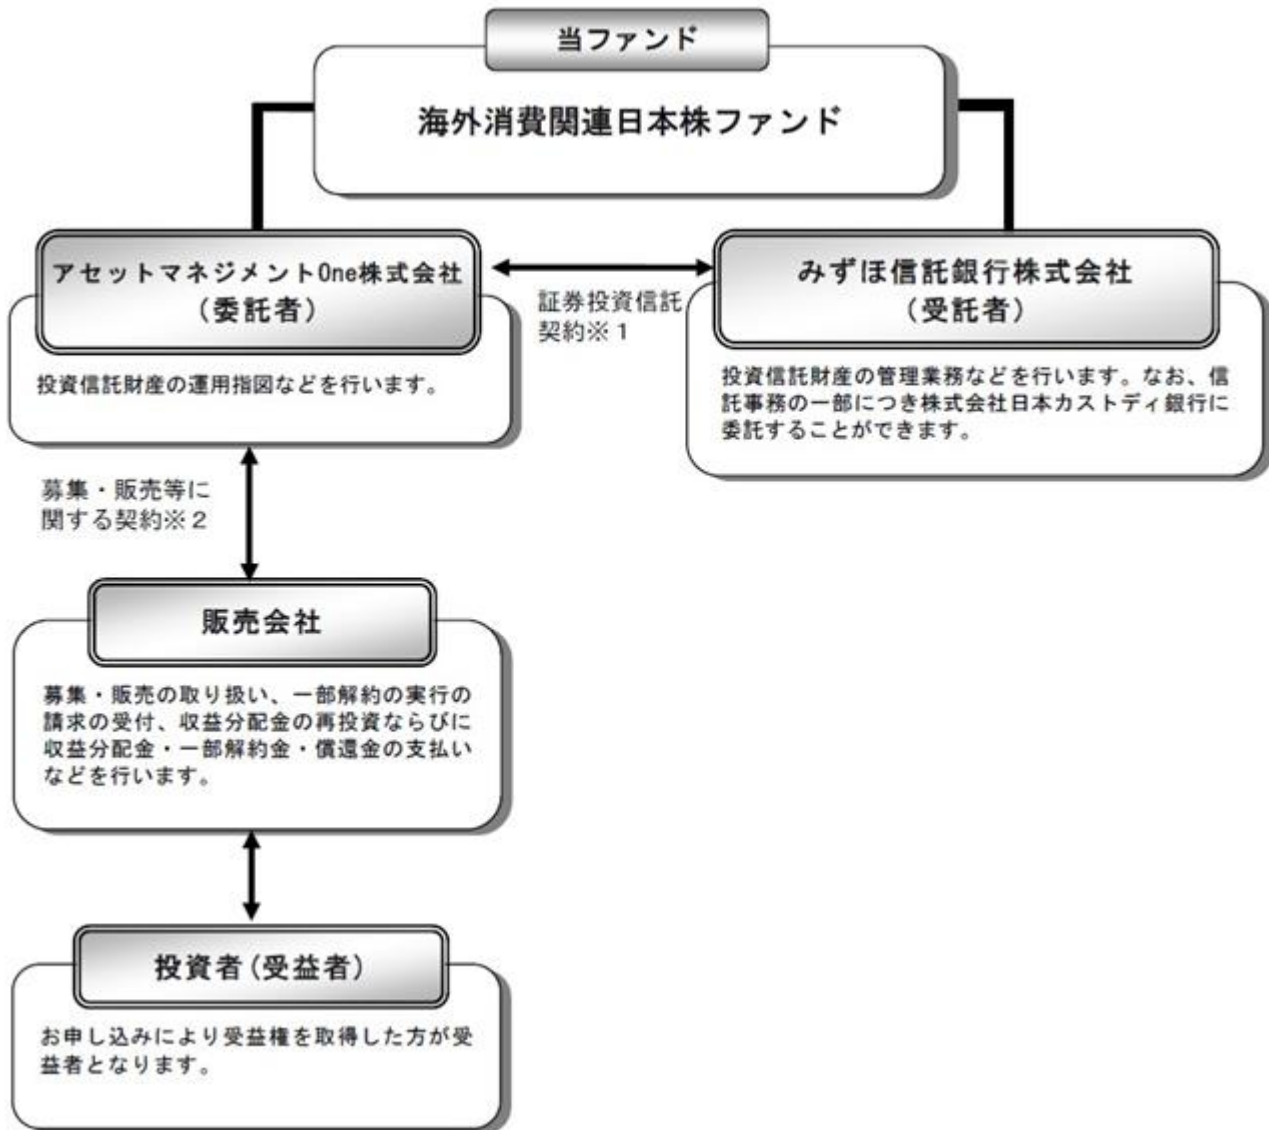 当ファンド
海外消費関連日本株ファンド
アセットマネジメントOne株式会社
(委託者)
投資信託財産の運用指図などを行います。
証券投資信託
契約※1
みずほ信託銀行株式会社
(受託者)
投資信託財産の管理業務などを行います。なお、信
託事務の一部につき株式会社日本カストディ銀行に
委託することができます。
募集・販売等に
関する契約※2
販売会社
募集・販売の取り扱い、一部解約の実行の
請求の受付、収益分配金の再投資ならびに
収益分配金・一部解約金・償還金の支払い
などを行います。
投資者(受益者)
お申し込みにより受益権を取得した方が受
益者となります。